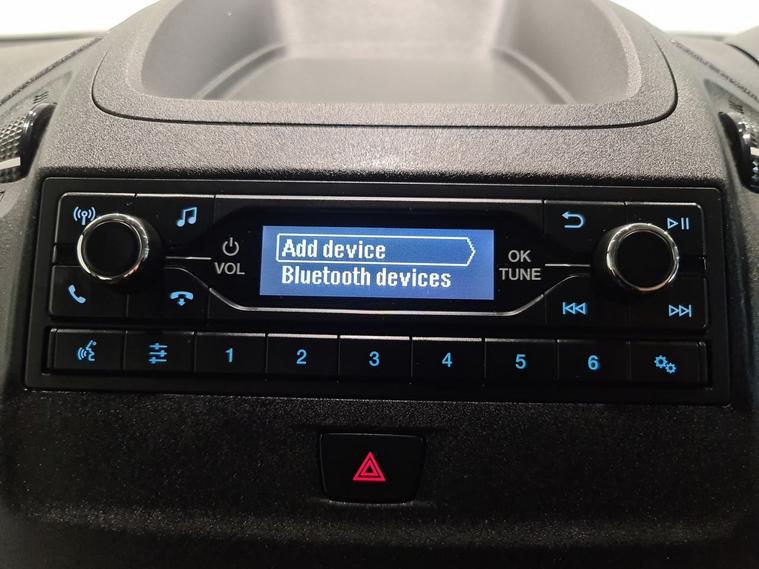 Add device
Bluetooth devices
VOL
OK
TUNE
1 2 3 4 5 6